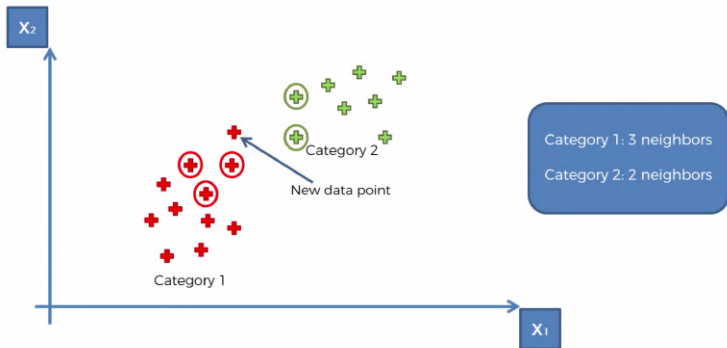 X2
Category 1: 3 neighbors
Category 2
Category 2: 2 neighbors
New data point
Category 1
X1